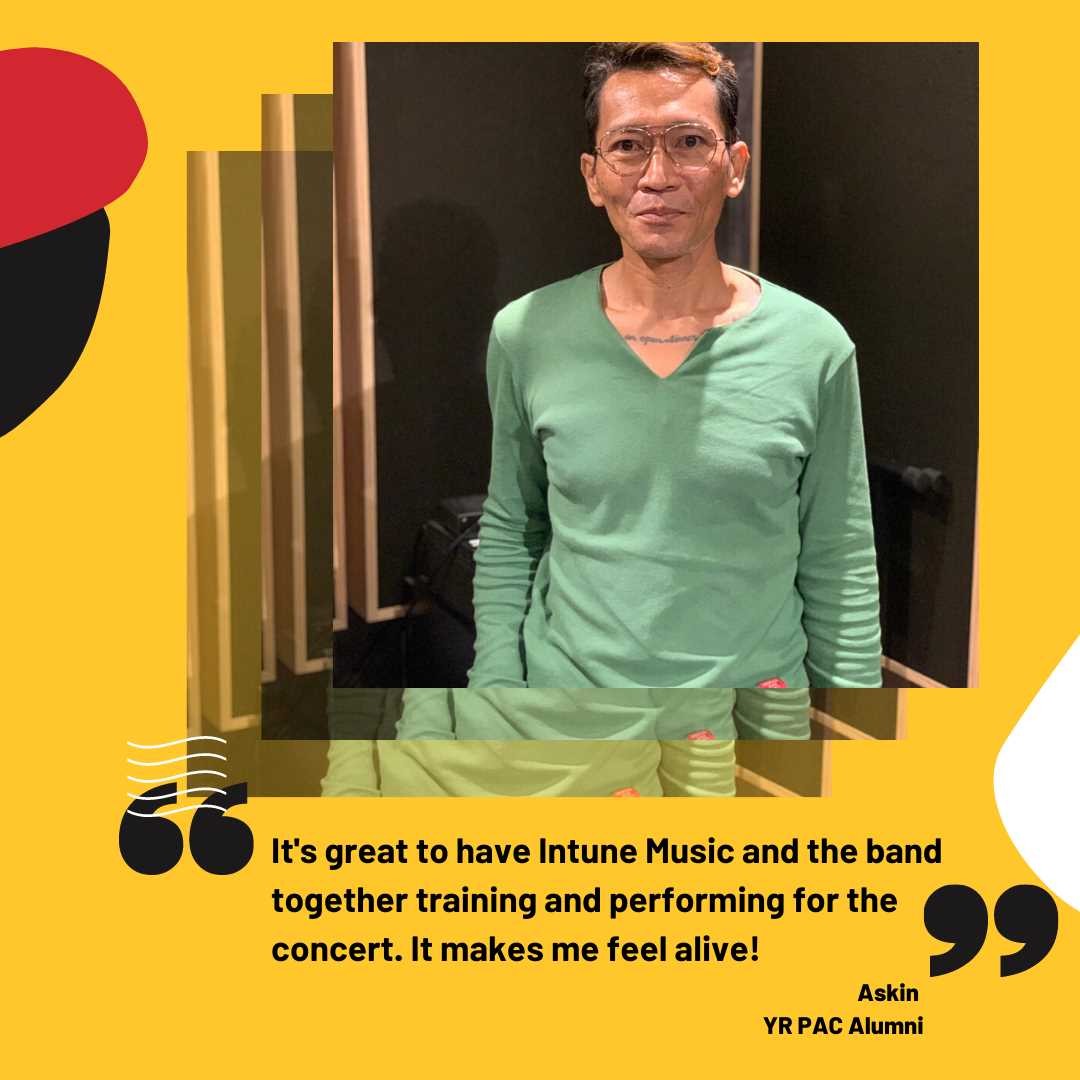 It's great to have Intune Music and the band
together training and performing for the
concert. It makes me feel alive!
Askin
YR PAC Alumni